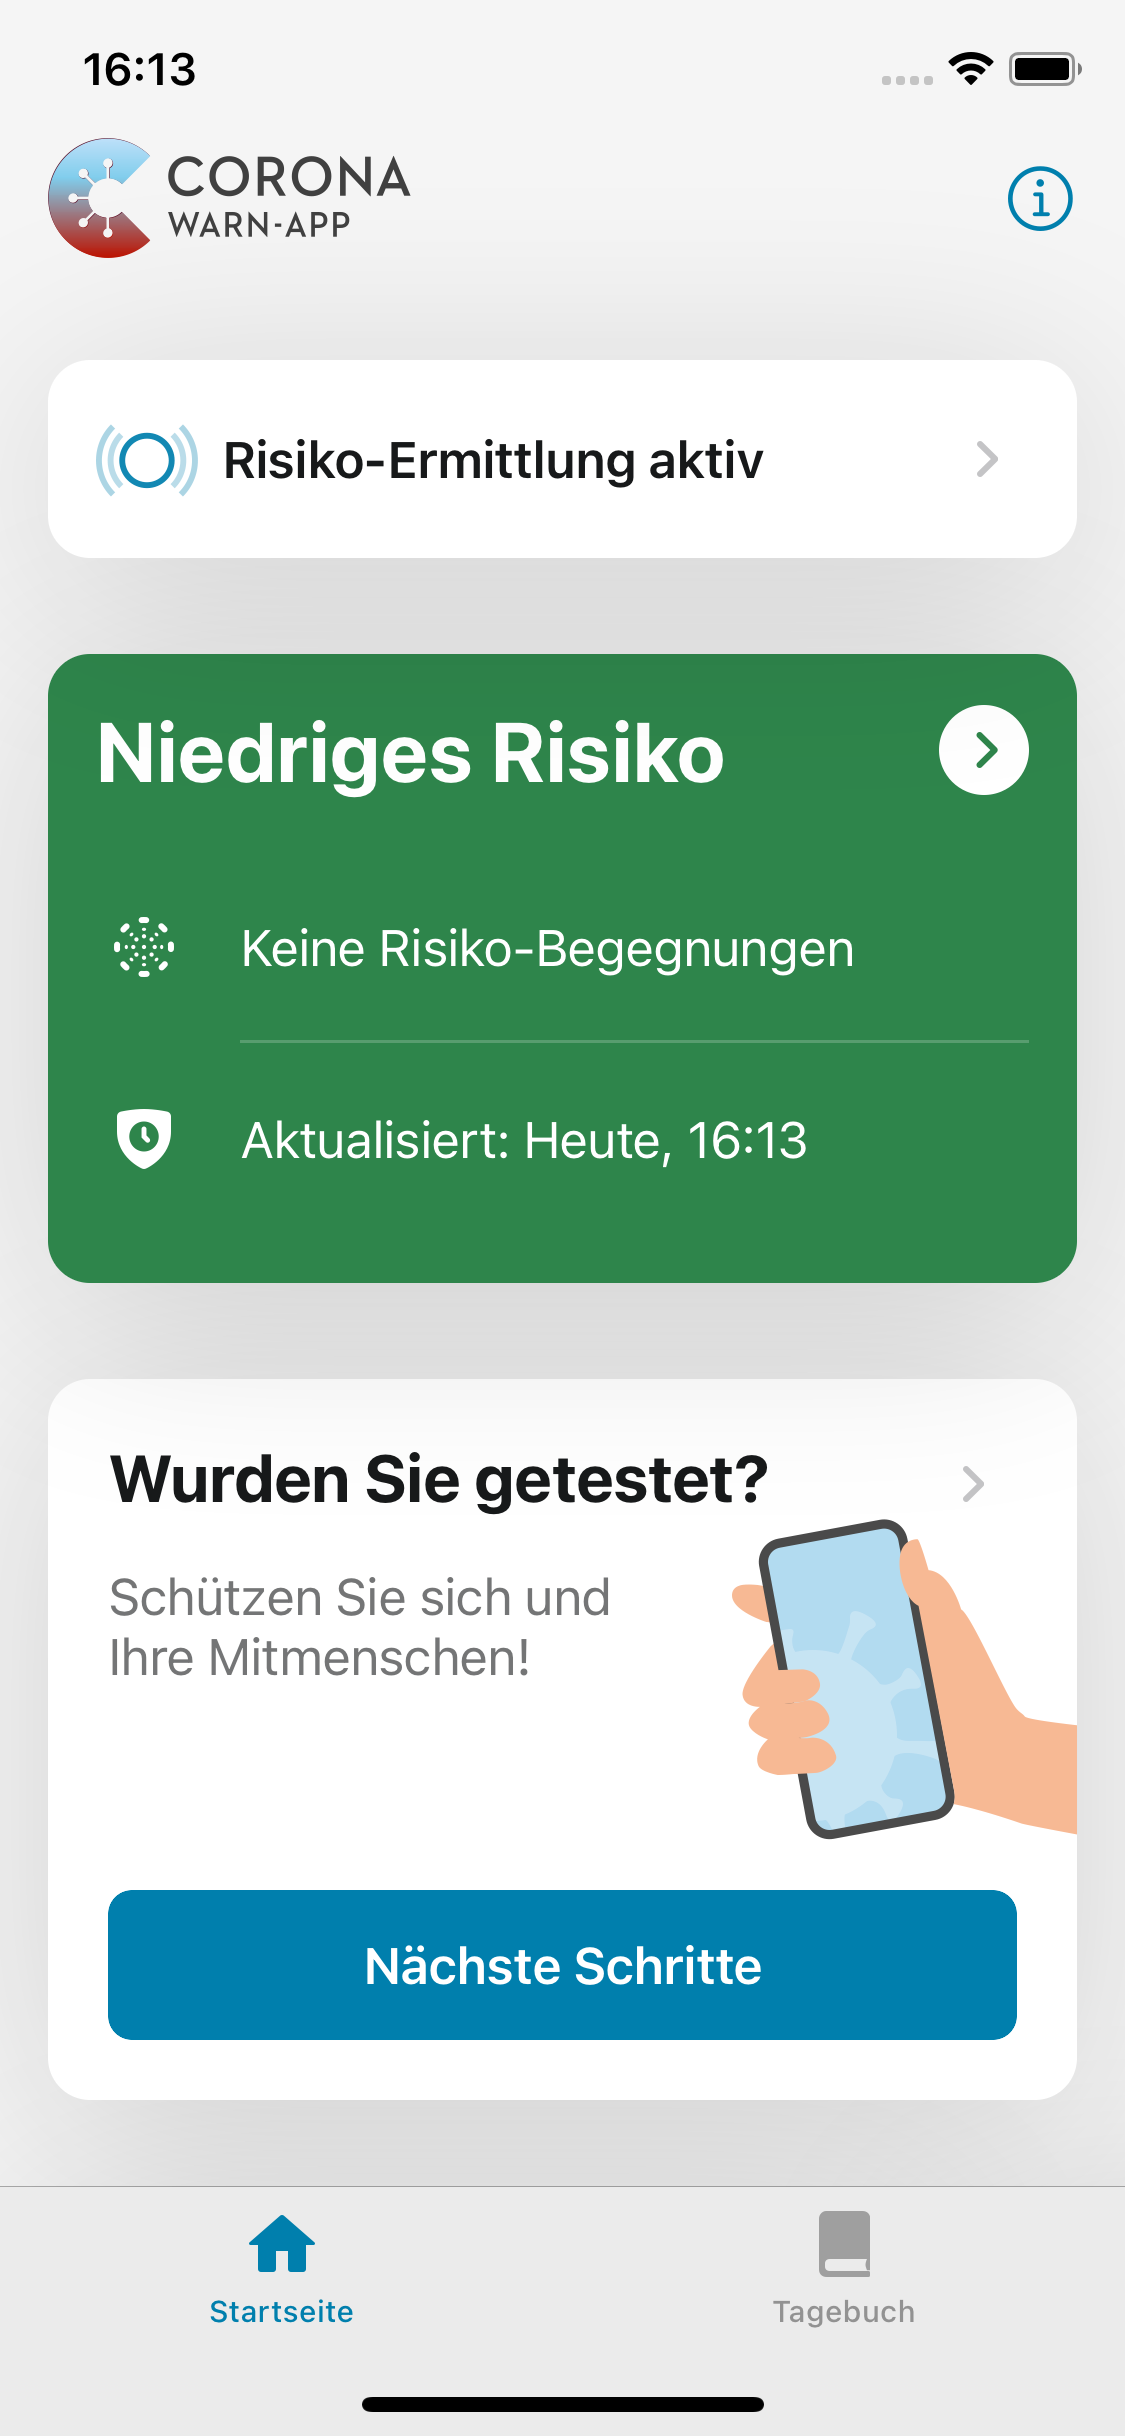 16:13
CORONA
WARN-APP
Risiko-Ermittlung aktiv
Niedriges Risiko
Keine Risiko-Begegnungen
Aktualisiert: Heute, 16:13
Wurden Sie getestet?
Schützen Sie sich und
Ihre Mitmenschen!
Nächste Schritte
Startseite
Tagebuch